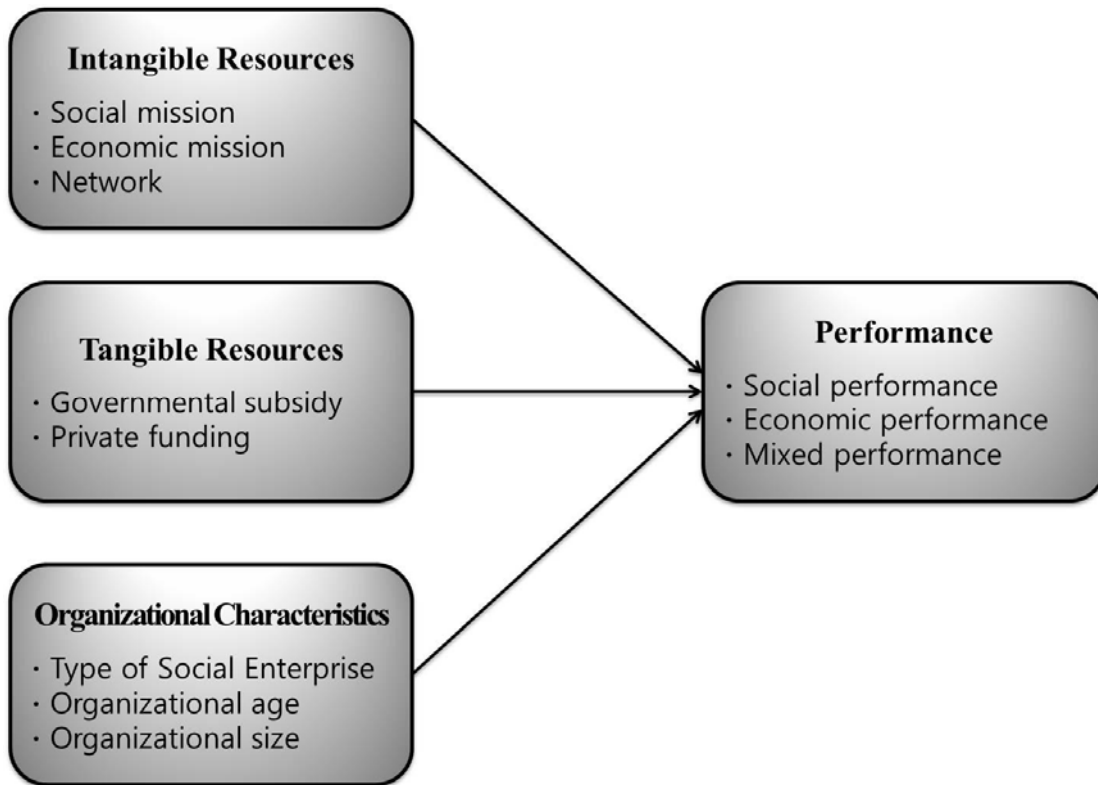 Intangible Resources
· Social mission
· Economic mission
· Network
Tangible Resources
· Governmental subsidy
· Private funding
Organizational Characteristics
· Type of Social Enterprise
· Organizational age
· Organizational size
Performance
· Social performance
· Economic performance
· Mixed performance